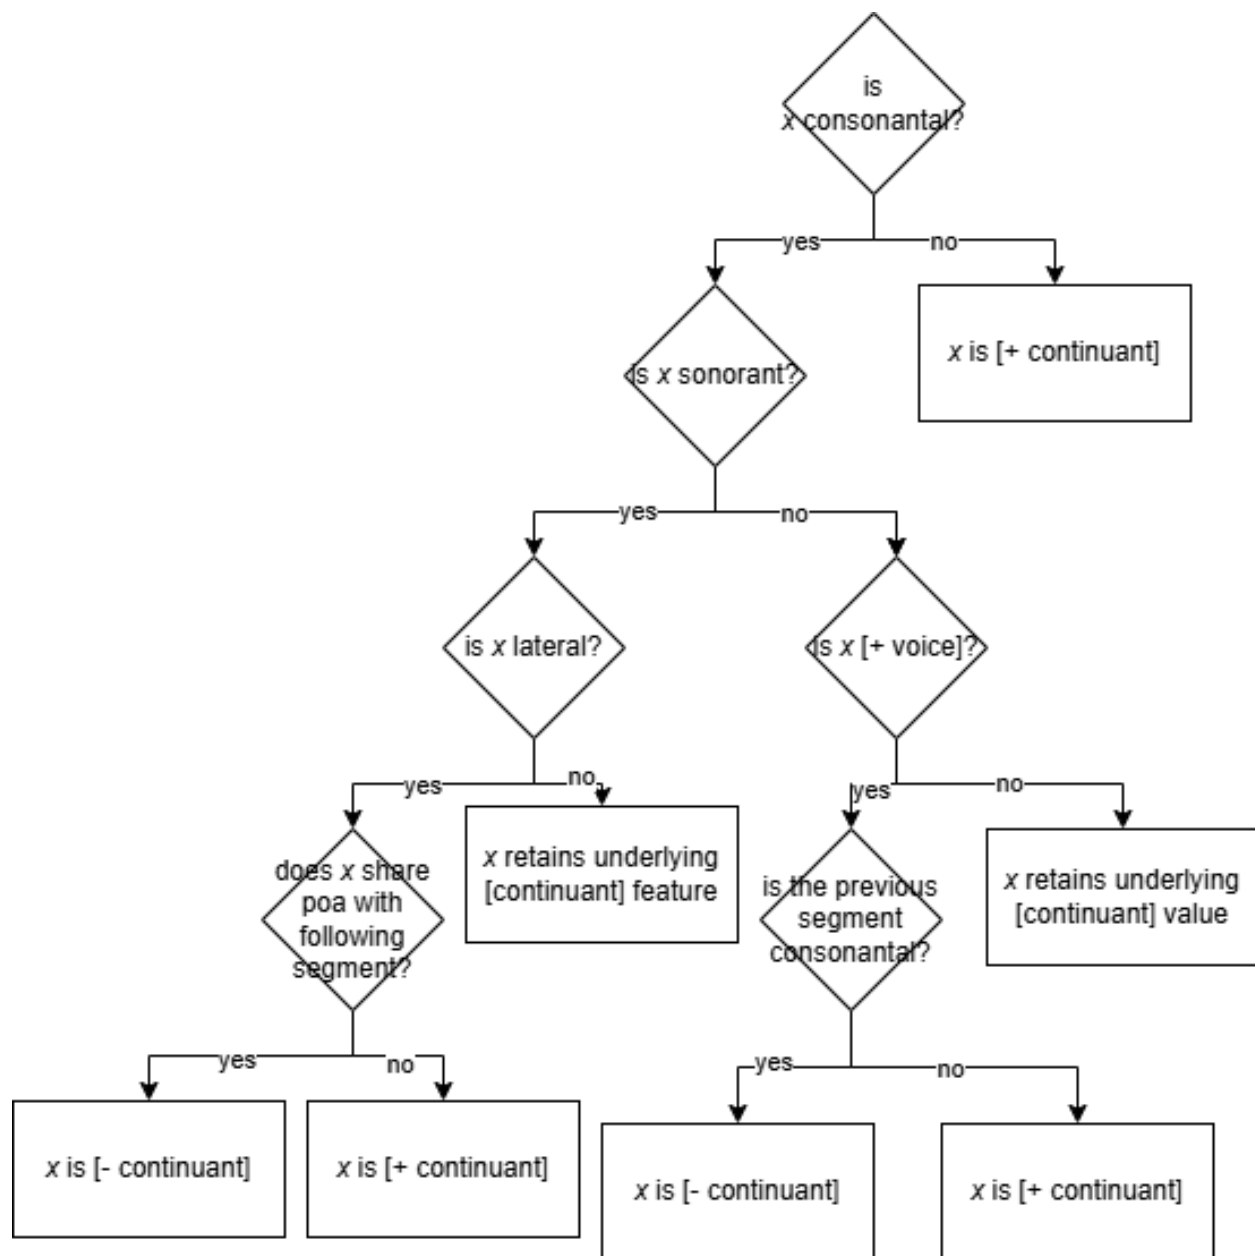 is
x consonantal?
yes
no
is x sonorant?
x is [+ continuant]
yes
no
is x lateral?
is x [+ voice]?
yes
no
yes
no
does x share
poa with
following
segment?
x retains underlying
[continuant] feature
is the previous
segment
consonantal?
x retains underlying
[continuant] value
yes
no
yes
no
x is [- continuant]
x is [+ continuant]
x is [- continuant]
x is [+ continuant]